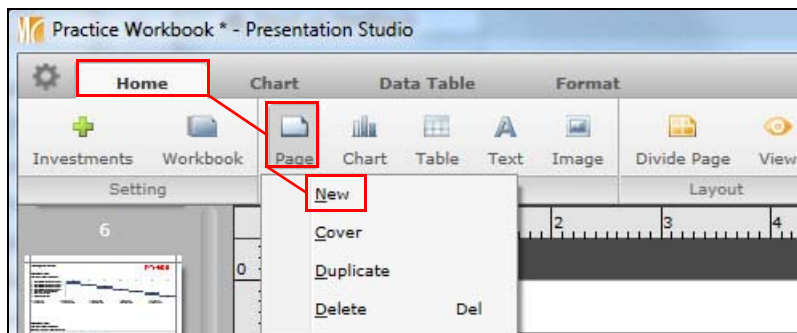 Practice Workbook * - Presentation Studio
Home Chart Data Table Format
Investments Workbook Page Chart Table Text Image Divide Page View
Setting Layout
New
Cover
Duplicate
Delete Del
6
2 3 4
0